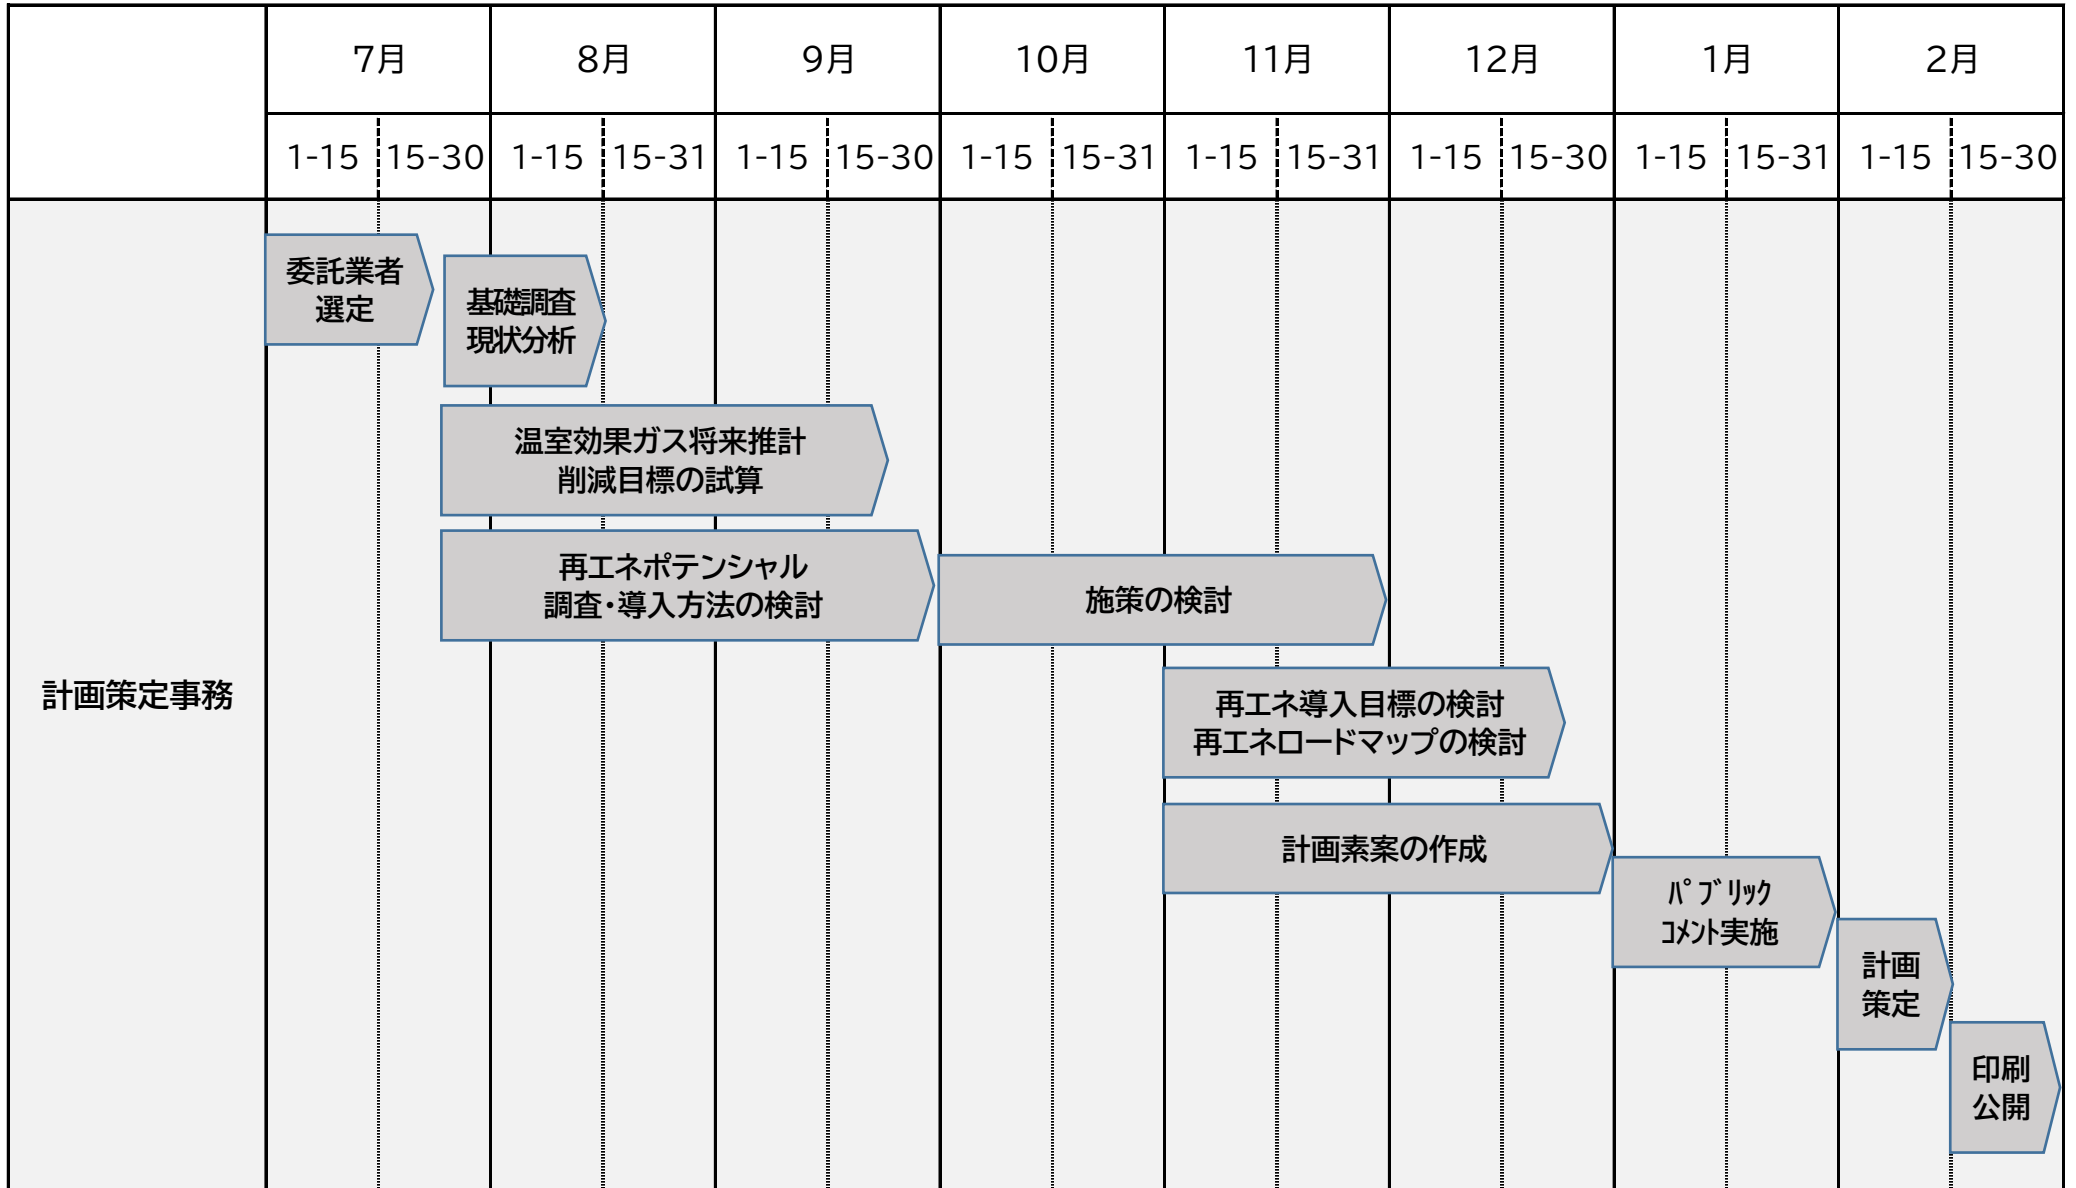 7月 8月 9月 10月 11月 12月 1月 2月
1-15 15-30 1-15 15-31 1-15 15-30 1-15 15-31 1-15 15-31 1-15 15-30 1-15 15-31 1-15 15-30
委託業者
選定
基礎調査
現状分析
温室効果ガス将来推計
削減目標の試算
再エネポテンシャル
調査・導入方法の検討
施策の検討
計画策定事務
再エネ導入目標の検討
再エネロードマップの検討
計画素案の作成
ﾊﾟﾌﾞﾘｯｸ
ｺﾒﾝﾄ実施
計画
策定
印刷
公開